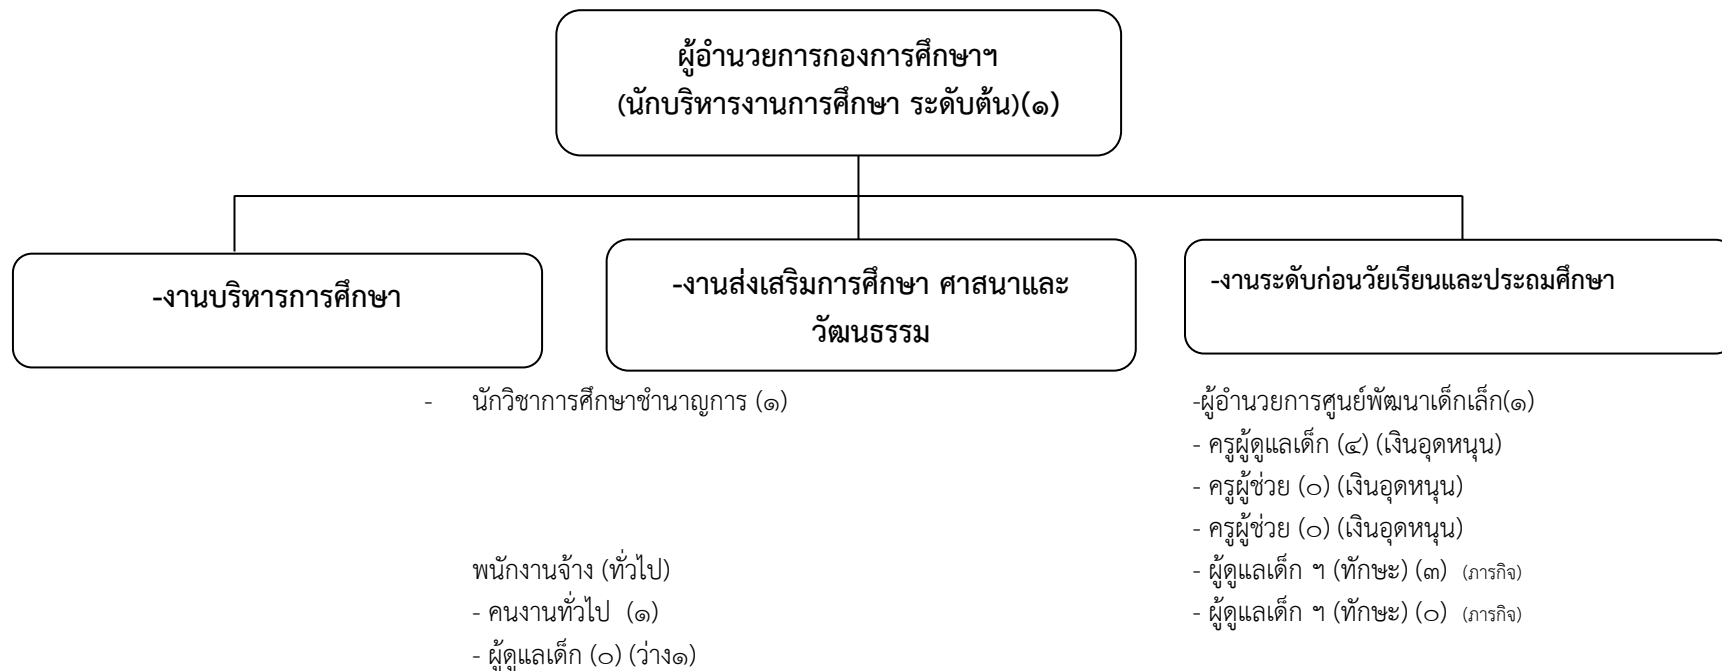 ผู้อำนวยการกองการศึกษาฯ
(นักบริหารงานการศึกษา ระดับต้น)(๑)
-งานบริหารการศึกษา
-งานส่งเสริมการศึกษา ศาสนาและ
วัฒนธรรม
-งานระดับก่อนวัยเรียนและประถมศึกษา
- นักวิชาการศึกษาชำนาญการ (๑)
พนักงานจ้าง (ทั่วไป)
- คนงานทั่วไป (๑)
- ผู้ดูแลเด็ก (๐) (ว่าง๑)
-ผู้อำนวยการศูนย์พัฒนาเด็กเล็ก(๑)
- ครูผู้ดูแลเด็ก (๔) (เงินอุดหนุน)
- ครูผู้ช่วย (๐) (เงินอุดหนุน)
- ครูผู้ช่วย (๐) (เงินอุดหนุน)
- ผู้ดูแลเด็ก ฯ (ทักษะ) (๓) (ภารกิจ)
- ผู้ดูแลเด็ก ฯ (ทักษะ) (๐) (ภารกิจ)